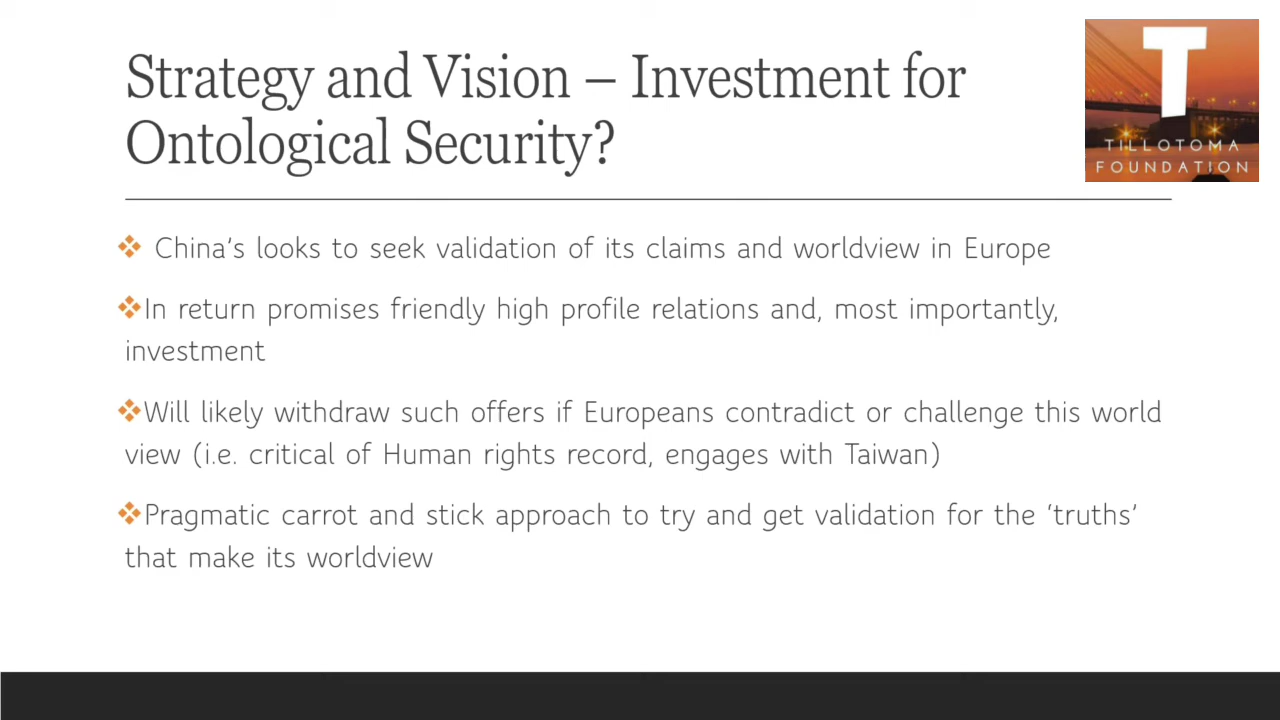 Strategy and Vision – Investment for
Ontological Security?
T
TILLOTOMA
FOUNDATION
China's looks to seek validation of its claims and worldview in Europe
In return promises friendly high profile relations and, most importantly,
investment
Will likely withdraw such offers if Europeans contradict or challenge this world
view (i.e. critical of Human rights record, engages with Taiwan)
Pragmatic carrot and stick approach to try and get validation for the 'truths'
that make its worldview